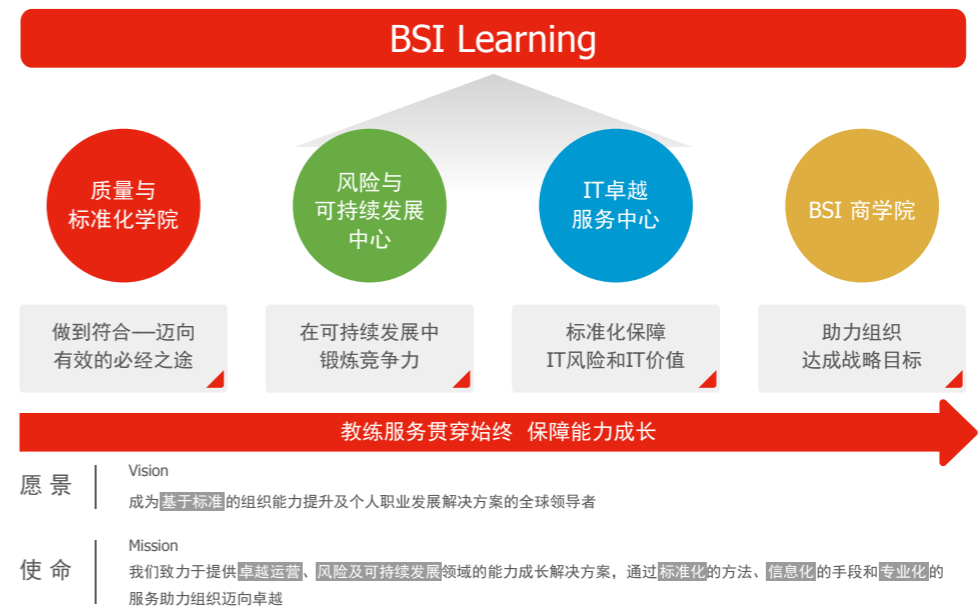 BSI Learning
质量与
标准化学院
风险与
可持续发展
中心
IT卓越
服务中心
BSI 商学院
做到符合——迈向
有效的必经之途
在可持续发展中
锻炼竞争力
标准化保障
IT风险和IT价值
助力组织
达成战略目标
教练服务贯穿始终 保障能力成长
愿 景
Vision
成为基于标准的组织能力提升及个人职业发展解决方案的全球领导者
使 命
Mission
我们致力于提供卓越运营、风险及可持续发展领域的能力成长解决方案，通过标准化的方法、信息化的手段和专业化的
服务助力组织迈向卓越